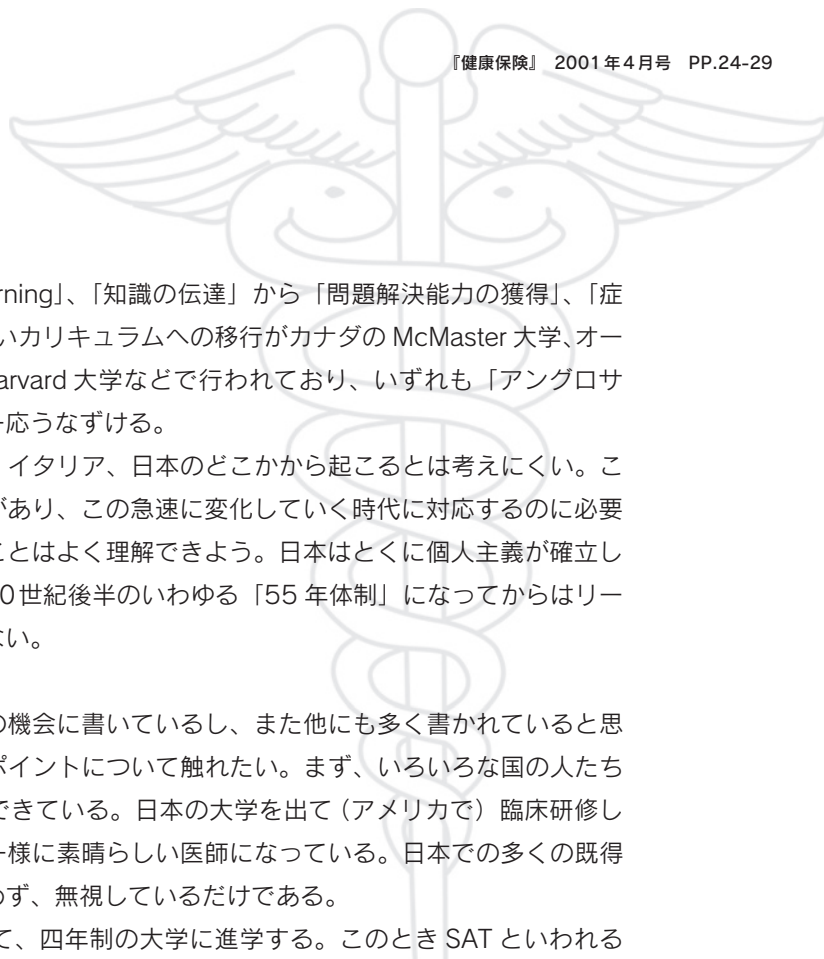 『健康保険』 2001年4月号 PP.24-29
rning」、「知識の伝達」から「問題解決能力の獲得」、「症
いカリキュラムへの移行がカナダの McMaster 大学、オー
arvard 大学などで行われており、いずれも「アングロサ
一応うなずける。
イタリア、日本のどこかから起こるとは考えにくい。こ
があり、この急速に変化していく時代に対応するのに必要
ことはよく理解できよう。日本はとくに個人主義が確立し
0世紀後半のいわゆる「55 年体制」になってからはリー
ない。
の機会に書いているし、また他にも多く書かれていると思
ポイントについて触れたい。まず、いろいろな国の人たち
できている。日本の大学を出て（アメリカで）臨床研修し
一様に素晴らしい医師になっている。日本での多くの既得
わず、無視しているだけである。
て、四年制の大学に進学する。このとき SAT といわれる